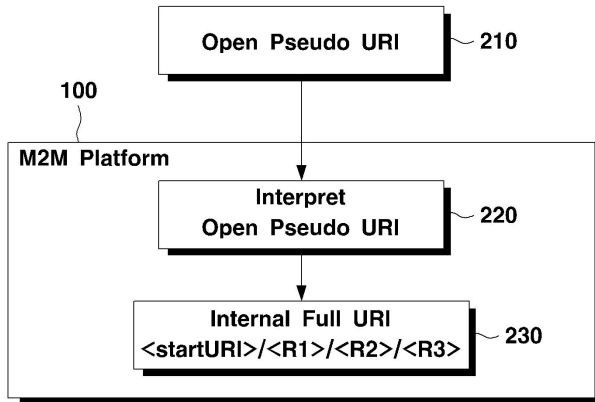 Open Pseudo URI
210
100
M2M Platform
Interpret
Open Pseudo URI
220
Internal Full URI
<startURI>/<R1>/<R2>/<R3>
230